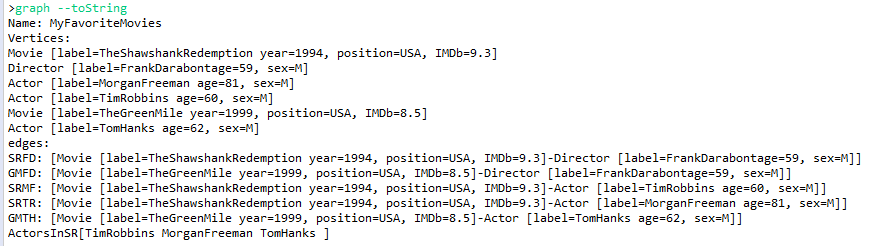 >graph --toString
Name: MyFavoriteMovies
Vertices:
Movie [label=TheShawshankRedemption year=1994, position=USA, IMDb=9.3]
Director [label=FrankDarabontage=59, sex=M]
Actor [label=MorganFreeman age=81, sex=M]
Actor [label=TimRobbins age=60, sex=M]
Movie [label=TheGreenMile year=1999, position=USA, IMDb=8.5]
Actor [label=TomHanks age=62, sex=M]
edges:
SRFD: [Movie [label=TheShawshankRedemption year=1994, position=USA, IMDb=9.3]-Director [label=FrankDarabontage=59, sex=M]]
GMFD: [Movie [label=TheGreenMile year=1999, position=USA, IMDb=8.5]-Director [label=FrankDarabontage=59, sex=M]]
SRMF: [Movie [label=TheShawshankRedemption year=1994, position=USA, IMDb=9.3]-Actor [label=TimRobbins age=60, sex=M]]
SRTR: [Movie [label=TheShawshankRedemption year=1994, position=USA, IMDb=9.3]-Actor [label=MorganFreeman age=81, sex=M]]
GMTH: [Movie [label=TheGreenMile year=1999, position=USA, IMDb=8.5]-Actor [label=TomHanks age=62, sex=M]]
ActorsInSR[TimRobbins MorganFreeman TomHanks ]